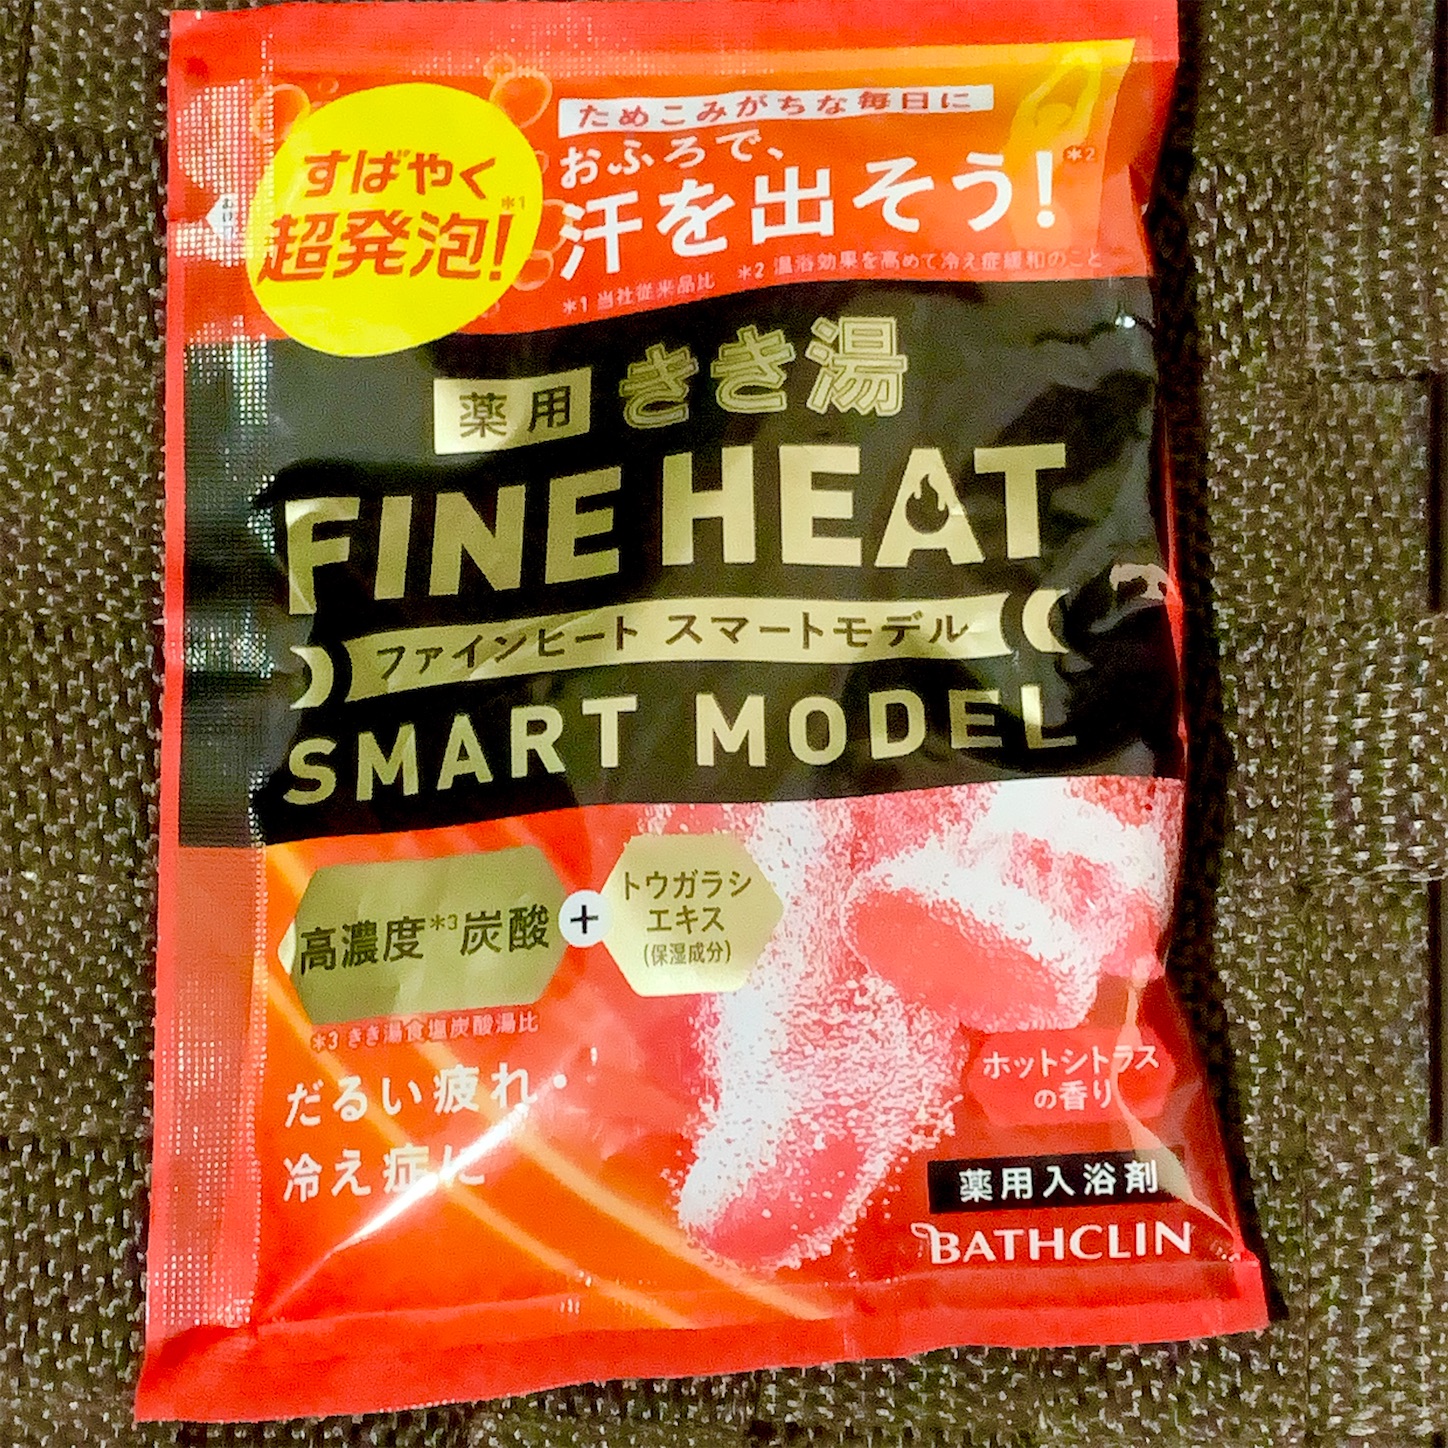 ためこみがちな毎日に
おふろで、
汗を出そう!*2
すばやく
超発泡!*1
*1 当社従来品比 *2 温浴効果を高めて冷え症緩和のこと
薬用 きき湯
FINE HEAT
ファインヒート スマートモデル
SMART MODEL
高濃度*3炭酸
+
トウガラシ
エキス
(保湿成分)
*3 きき湯食塩炭酸湯比
だるい疲れ・
冷え症に
ホットシトラス
の香り
薬用入浴剤
BATHCLIN